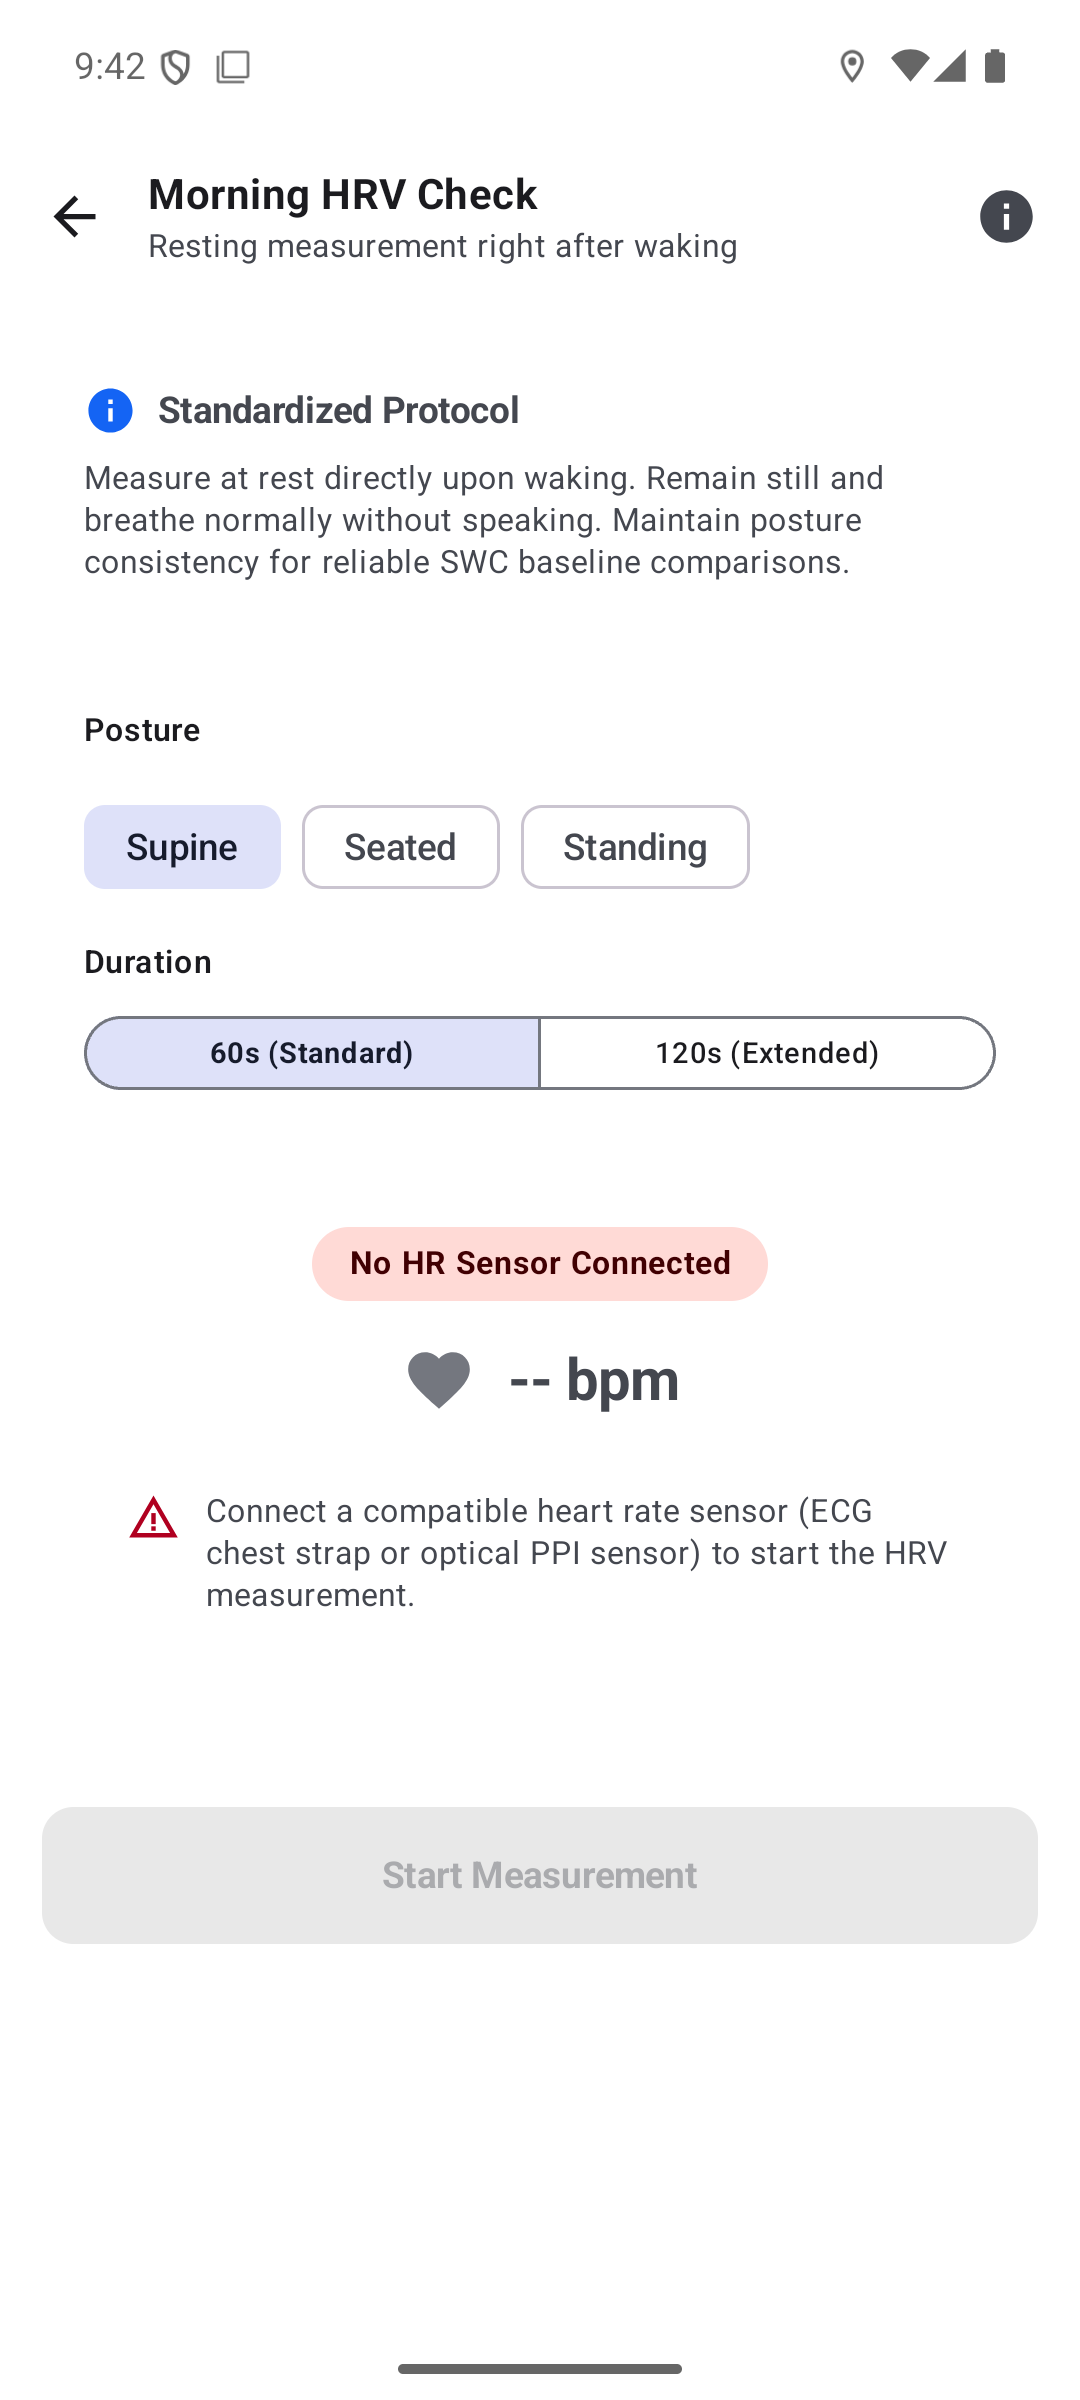 9:42
Morning HRV Check
Resting measurement right after waking
Standardized Protocol
Measure at rest directly upon waking. Remain still and
breathe normally without speaking. Maintain posture
consistency for reliable SWC baseline comparisons.
Posture
Supine
Seated
Standing
Duration
60s (Standard)
120s (Extended)
No HR Sensor Connected
-- bpm
Connect a compatible heart rate sensor (ECG
chest strap or optical PPI sensor) to start the HRV
measurement.
Start Measurement